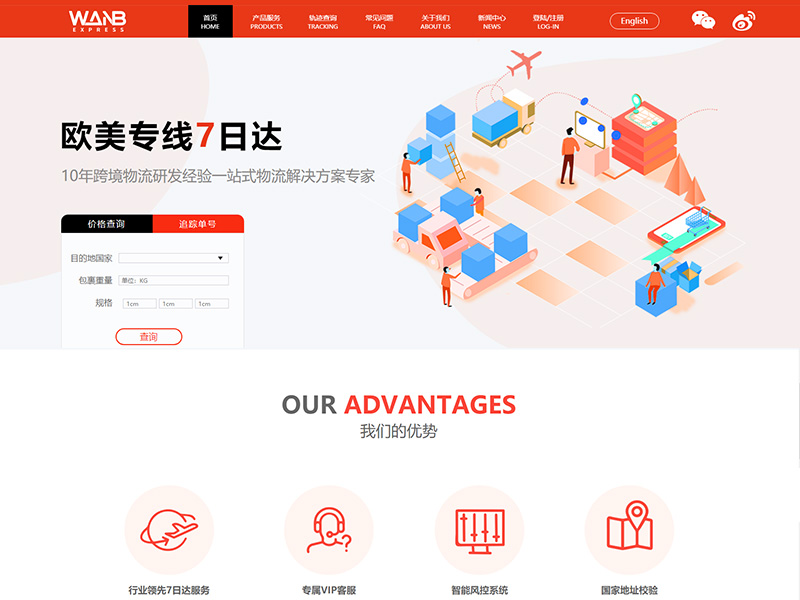 WANB
EXPRESS
首页
HOME
产品服务
PRODUCTS
轨迹查询
TRACKING
常见问题
FAQ
关于我们
ABOUT US
新闻中心
NEWS
登陆/注册
LOG-IN
English
欧美专线7日达
10年跨境物流研发经验一站式物流解决方案专家
价格查询
追踪单号
目的地国家
包裹重量
单位：KG
规格
1cm
1cm
1cm
查询
OUR ADVANTAGES
我们的优势
行业领先7日达服务
专属VIP客服
智能风控系统
国家地址校验